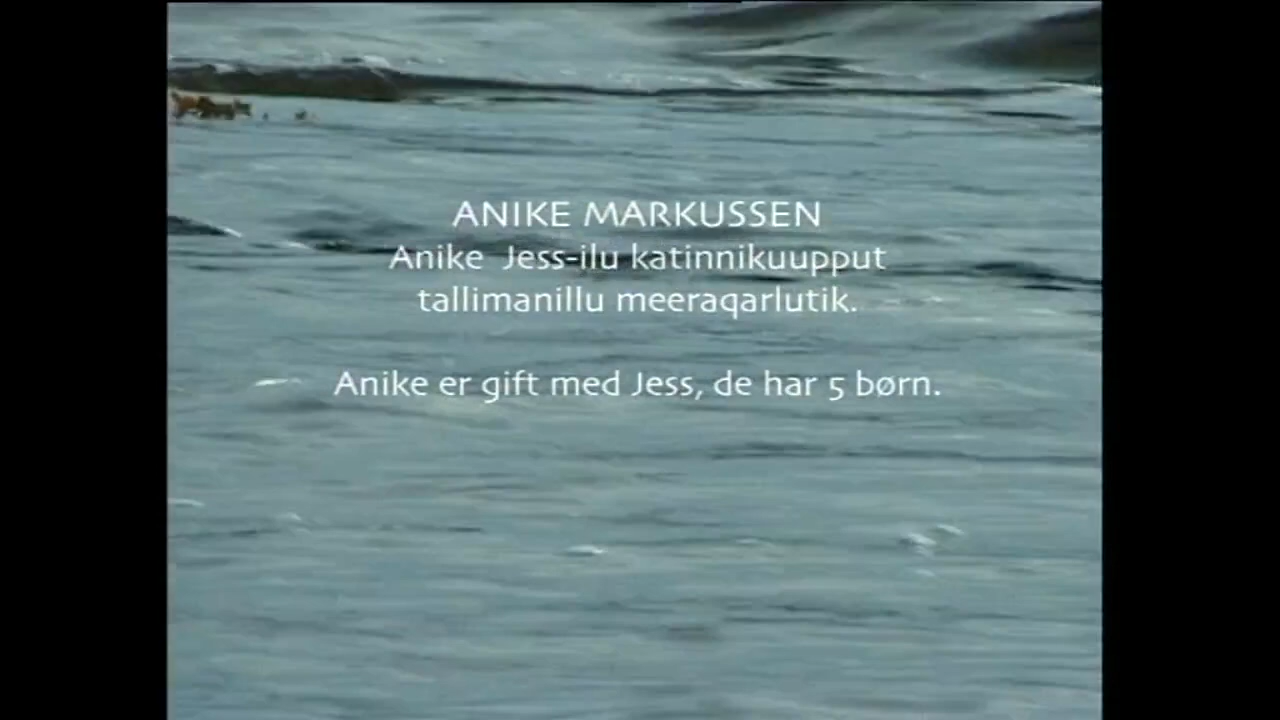 ANIKE MARKUSSEN
Anike Jess-ilu katinnikuupput
tallimanillu meeraqarlutik.
Anike er gift med Jess, de har 5 børn.